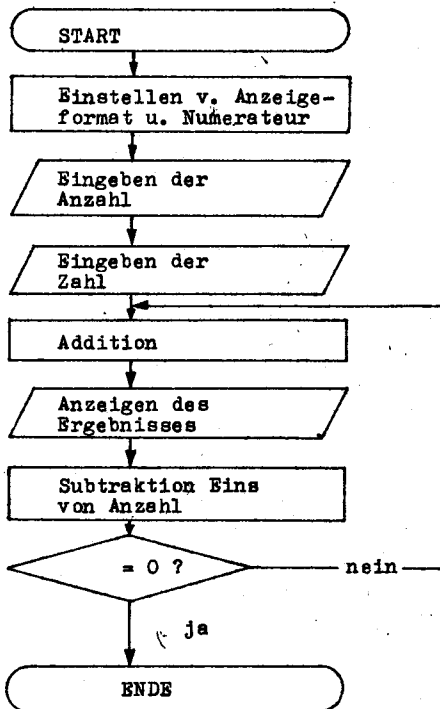 START
Einstellen v. Anzeige-
format u. Numerateur
Eingeben der
Anzahl
Eingeben der
Zahl
Addition
Anzeigen des
Ergebnisses
Subtraktion Eins
von Anzahl
= 0 ?
nein
ja
ENDE